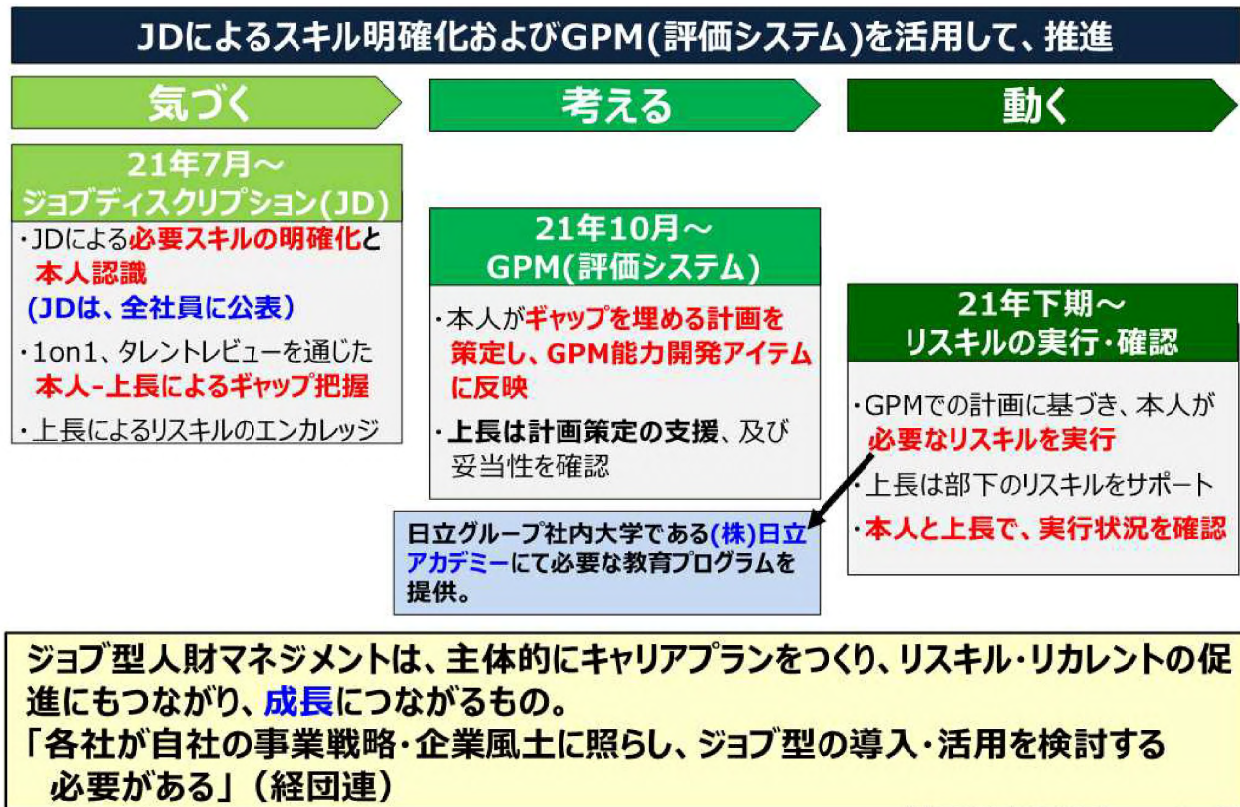 JDによるスキル明確化およびGPM(評価システム)を活用して、推進
気づく
21年7月～
ジョブディスクリプション(JD)
・JDによる必要スキルの明確化と
本人認識
(JDは、全社員に公表)
・1on1、タレントレビューを通じた
本人-上長によるギャップ把握
・上長によるリスキルのエンカレッジ
考える
21年10月～
GPM(評価システム)
・本人がギャップを埋める計画を
策定し、GPM能力開発アイテム
に反映
・上長は計画策定の支援、及び
妥当性を確認
動く
21年下期～
リスキルの実行・確認
・GPMでの計画に基づき、本人が
必要なリスキルを実行
・上長は部下のリスキルをサポート
・本人と上長で、実行状況を確認
日立グループ社内大学である(株)日立
アカデミーにて必要な教育プログラムを
提供。
ジョブ型人財マネジメントは、主体的にキャリアプランをつくり、リスキル・リカレントの促
進にもつながり、成長につながるもの。
「各社が自社の事業戦略・企業風土に照らし、ジョブ型の導入・活用を検討する
必要がある」（経団連）